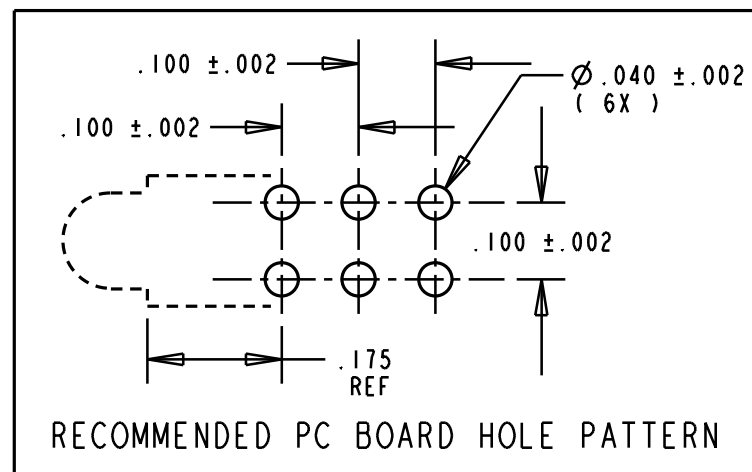 .100 ±.002
Ø.040 ±.002
( 6X )
.100 ±.002
.100 ±.002
.175
REF
RECOMMENDED PC BOARD HOLE PATTERN